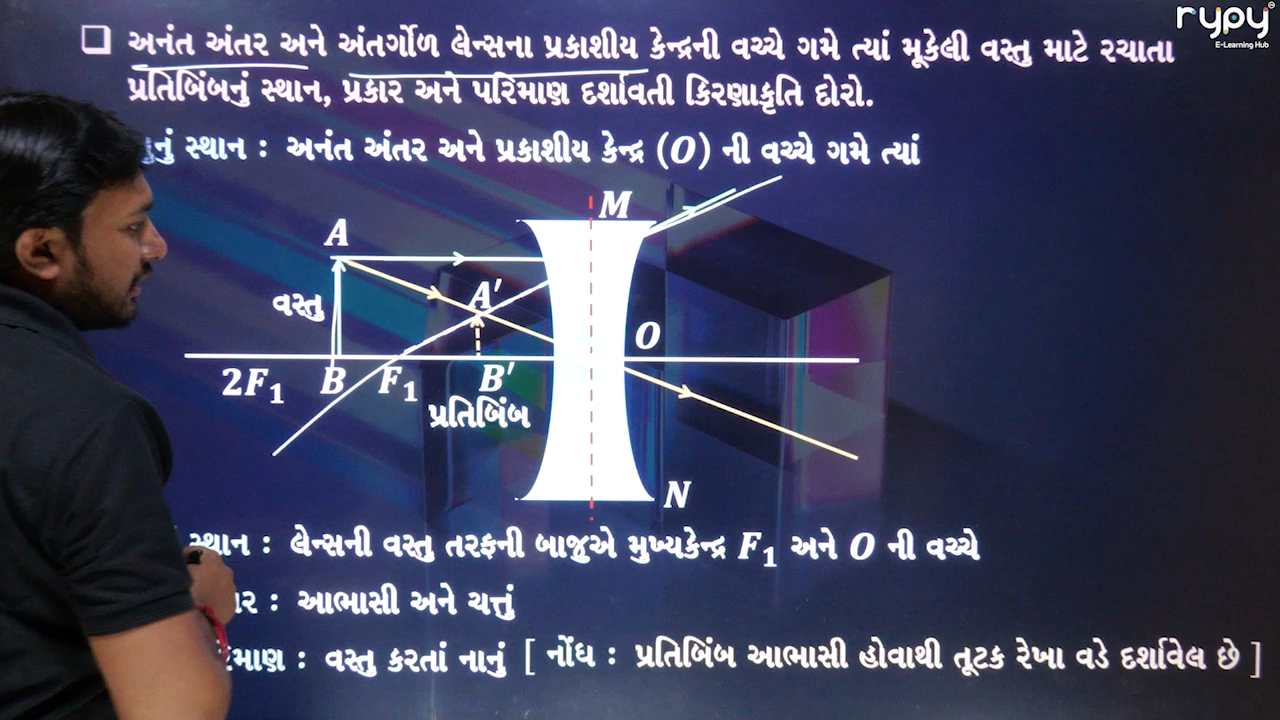 rypy
E-Learning Hub
અનંત અંતર અને અંતર્ગોળ લેન્સના પ્રકાશીય કેન્દ્રની વચ્ચે ગમે ત્યાં મૂકેલી વસ્તુ માટે રચાતા
પ્રતિબિંબનું સ્થાન, પ્રકાર અને પરિમાણ દર્શાવતી કિરણાકૃતિ દોરો.
સ્થાન : અનંત અંતર અને પ્રકાશીય કેન્દ્ર (O) ની વચ્ચે ગમે ત્યાં
M
A
A′
વસ્તુ
O
2F₁ B F₁ B′
પ્રતિબિંબ
N
સ્થાન : લેન્સની વસ્તુ તરફની બાજુએ મુખ્યકેન્દ્ર F₁ અને O ની વચ્ચે
: આભાસી અને ચત્તું
: વસ્તુ કરતાં નાનું [ નોંધ : પ્રતિબિંબ આભાસી હોવાથી તૂટક રેખા વડે દર્શાવેલ છે ]